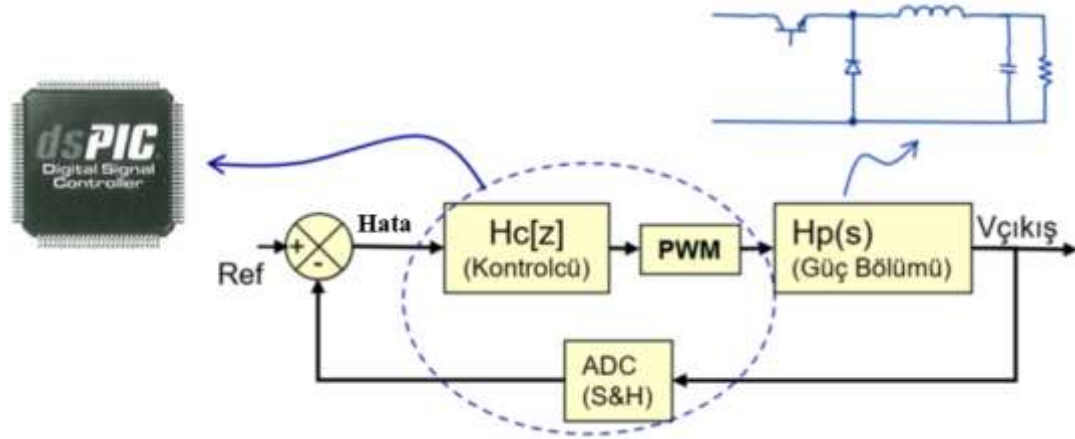 dsPIC
Digital Signal
Controller
Ref
+
-
Hata
Hc[z]
(Kontrolcü)
PWM
Hp(s)
(Güç Bölümü)
Vçıkış
ADC
(S&H)